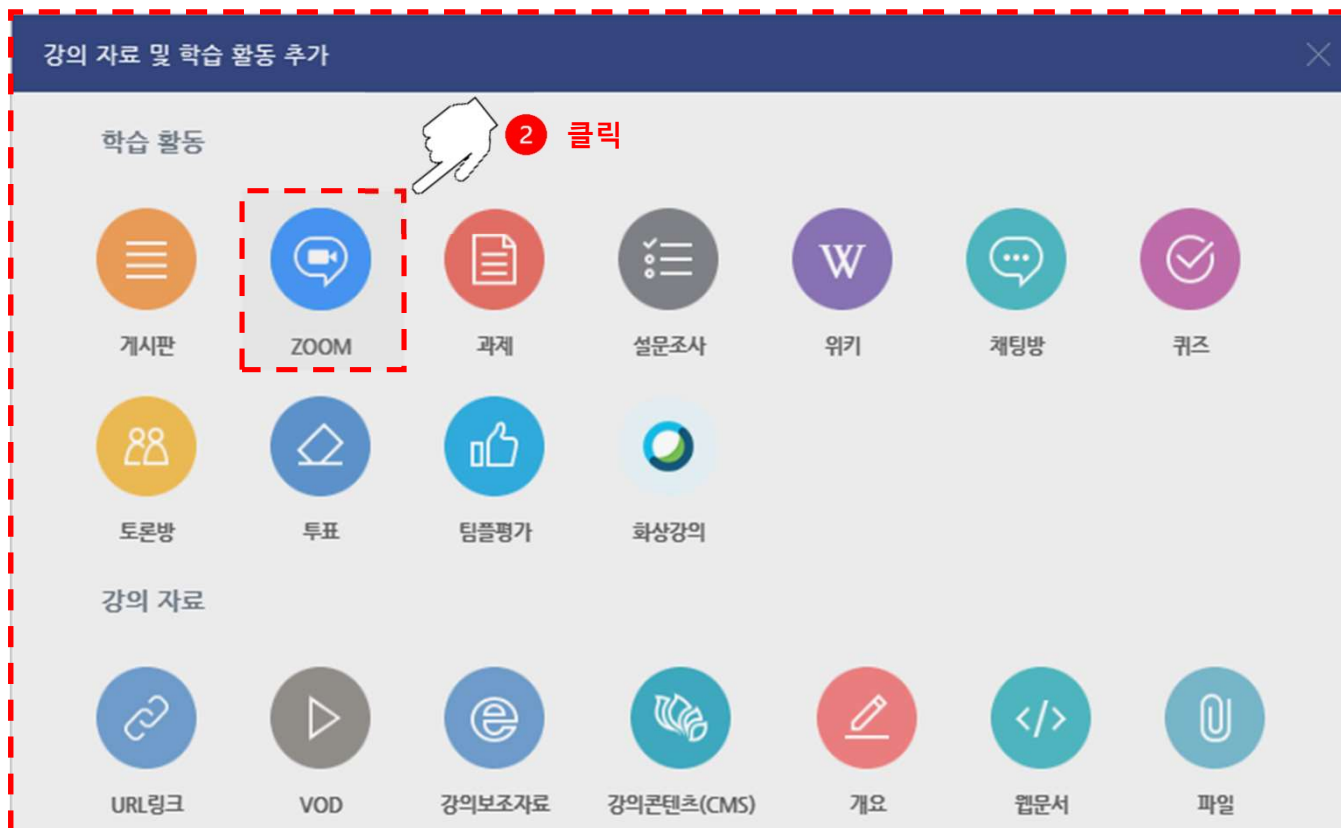 강의 자료 및 학습 활동 추가
2 클릭
학습 활동
게시판 ZOOM 과제 설문조사 위키 채팅방 퀴즈
토론방 투표 팀플평가 화상강의
강의 자료
URL링크 VOD 강의보조자료 강의콘텐츠(CMS) 개요 웹문서 파일